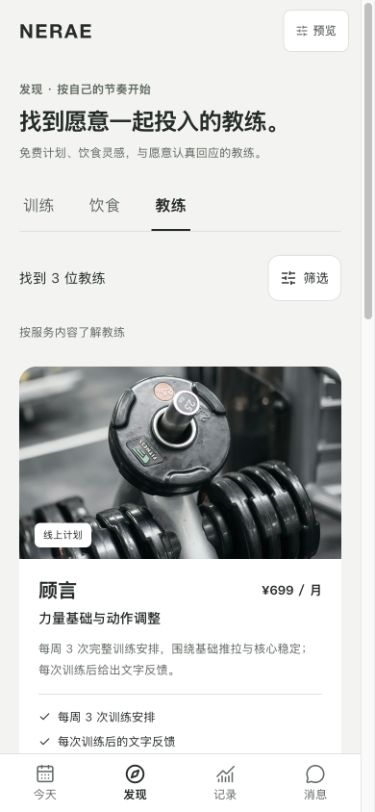 NERAE
预览
发现 · 按自己的节奏开始
找到愿意一起投入的教练。
免费计划、饮食灵感，与愿意认真回应的教练。
训练 饮食 教练
找到 3 位教练
筛选
按服务内容了解教练
线上计划
顾言 ¥699 / 月
力量基础与动作调整
每周 3 次完整训练安排，围绕基础推拉与核心稳定；
每次训练后给出文字反馈。
每周 3 次训练安排
每次训练后的文字反馈
今天 发现 记录 消息